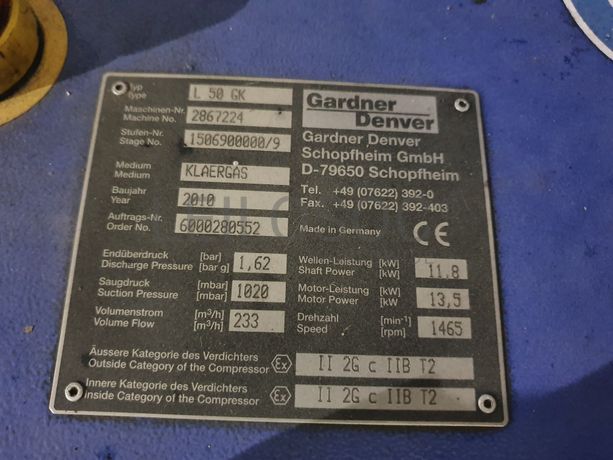 Typ
Type L 50 GK
Maschinen-Nr.
Machine No. 2867224
Stufen-Nr.
Stage No. 1506900000/9
Medium
Medium KLAERGAS
Baujahr
Year 2010
Auftrags-Nr.
Order No. 6000280552
Gardner
Denver
Gardner Denver
Schopfheim GmbH
D-79650 Schopfheim
Tel. +49 (07622) 392-0
Fax. +49 (07622) 392-403
Made in Germany CE
Endüberdruck [bar]
Discharge Pressure [bar g] 1,62
Wellen-Leistung [kW]
Shaft Power [kW] 11.8
Saugdruck [mbar]
Suction Pressure [mbar] 1020
Motor-Leistung [kW]
Motor Power [kW] 13,5
Volumenstrom [m³/h]
Volume Flow [m³/h] 233
Drehzahl [min⁻¹]
Speed [rpm] 1465
Äussere Kategorie des Verdichters
Outside Category of the Compressor Ex II 2G c IIB T2
Innere Kategorie des Verdichters
Inside Category of the Compressor Ex II 2G c IIB T2